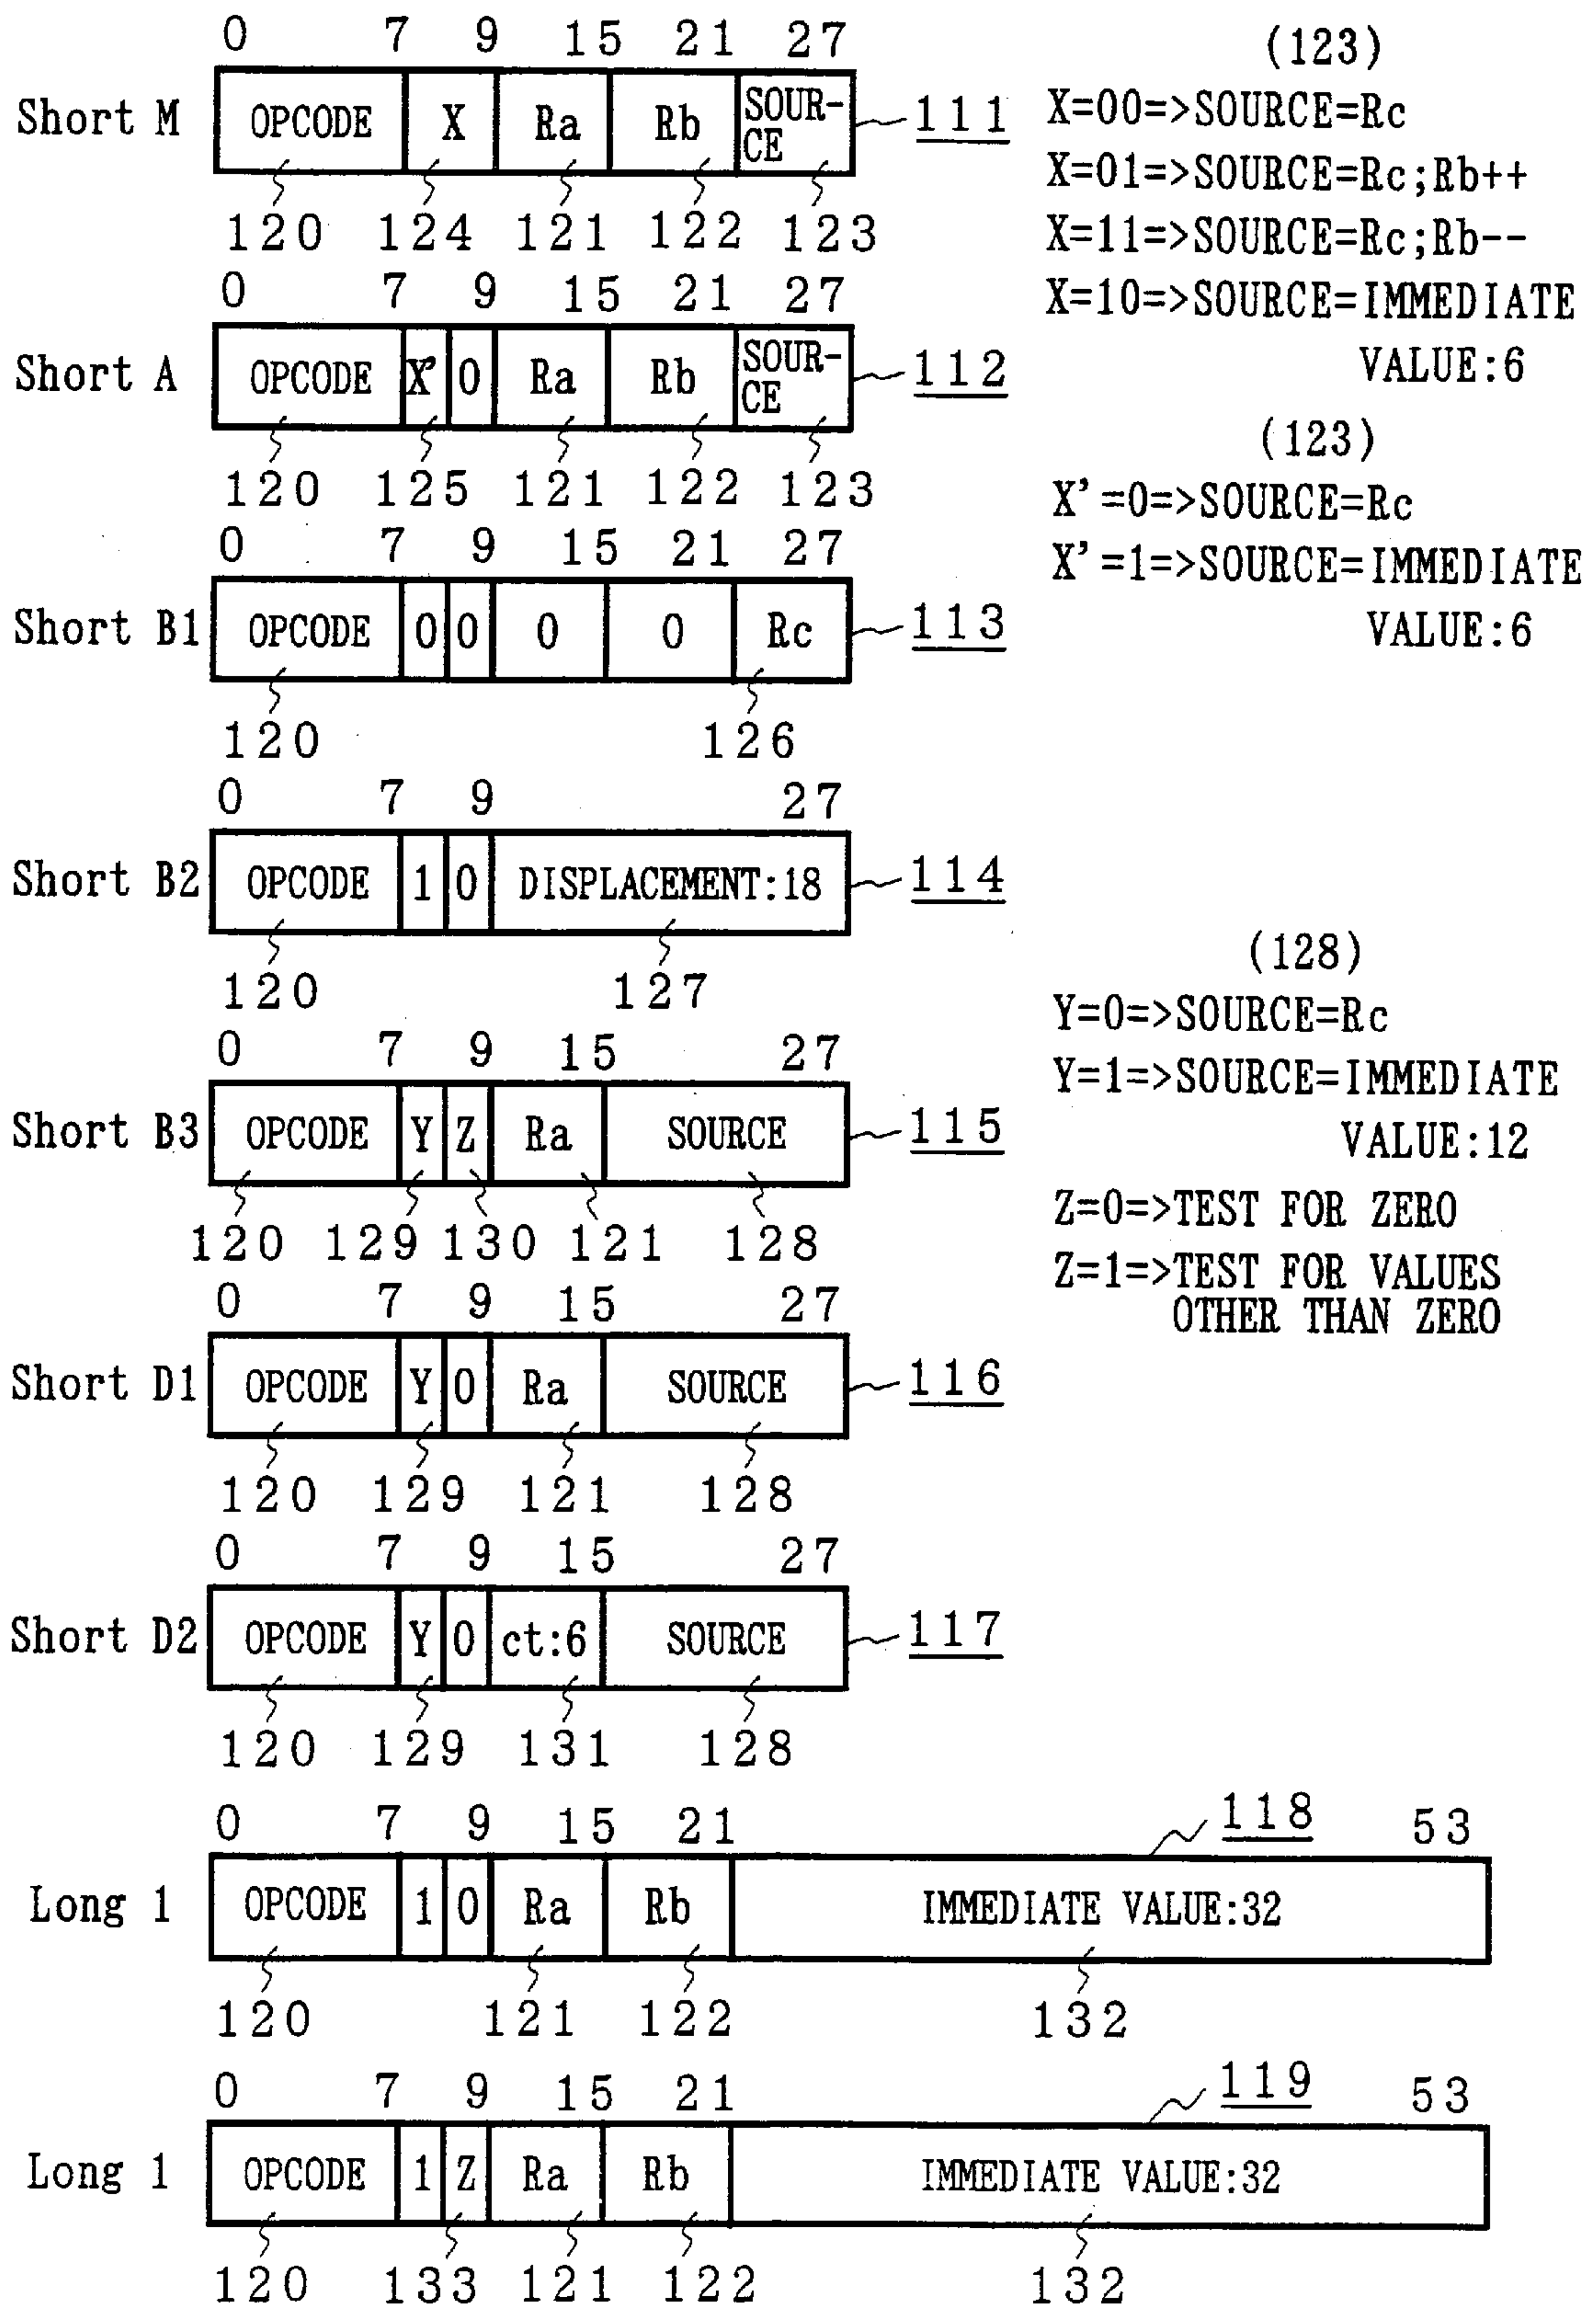 0 7 9 15 21 27
Short M OPCODE X Ra Rb SOUR-CE 111
120 124 121 122 123
(123)
X=00=>SOURCE=Rc
X=01=>SOURCE=Rc;Rb++
X=11=>SOURCE=Rc;Rb--
X=10=>SOURCE=IMMEDIATE
VALUE:6
0 7 9 15 21 27
Short A OPCODE X' 0 Ra Rb SOUR-CE 112
120 125 121 122 123
(123)
X'=0=>SOURCE=Rc
X'=1=>SOURCE=IMMEDIATE
VALUE:6
0 7 9 15 21 27
Short B1 OPCODE 0 0 0 0 Rc 113
120 126
0 7 9 27
Short B2 OPCODE 1 0 DISPLACEMENT:18 114
120 127
0 7 9 15 27
Short B3 OPCODE Y Z Ra SOURCE 115
120 129 130 121 128
(128)
Y=0=>SOURCE=Rc
Y=1=>SOURCE=IMMEDIATE
VALUE:12
Z=0=>TEST FOR ZERO
Z=1=>TEST FOR VALUES
OTHER THAN ZERO
0 7 9 15 27
Short D1 OPCODE Y 0 Ra SOURCE 116
120 129 121 128
0 7 9 15 27
Short D2 OPCODE Y 0 ct:6 SOURCE 117
120 129 131 128
0 7 9 15 21 118 53
Long 1 OPCODE 1 0 Ra Rb IMMEDIATE VALUE:32
120 121 122 132
0 7 9 15 21 119 53
Long 1 OPCODE 1 Z Ra Rb IMMEDIATE VALUE:32
120 133 121 122 132